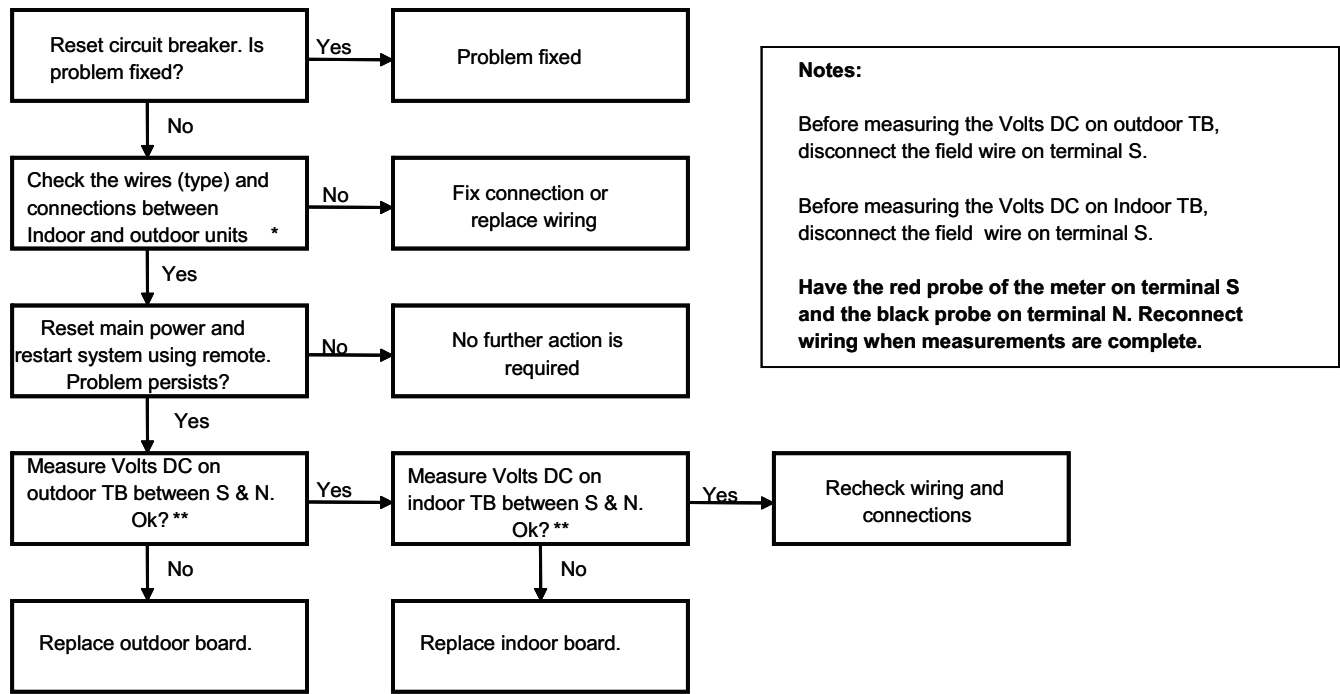 Reset circuit breaker. Is
problem fixed?
Yes
Problem fixed
No
Check the wires (type) and
connections between
Indoor and outdoor units *
No
Fix connection or
replace wiring
Yes
Reset main power and
restart system using remote.
Problem persists?
No
No further action is
required
Yes
Measure Volts DC on
outdoor TB between S & N.
Ok? **
Yes
Measure Volts DC on
indoor TB between S & N.
Ok? **
Yes
Recheck wiring and
connections
No
No
Replace outdoor board.
Replace indoor board.
Notes:
Before measuring the Volts DC on outdoor TB,
disconnect the field wire on terminal S.
Before measuring the Volts DC on Indoor TB,
disconnect the field wire on terminal S.
Have the red probe of the meter on terminal S
and the black probe on terminal N. Reconnect
wiring when measurements are complete.